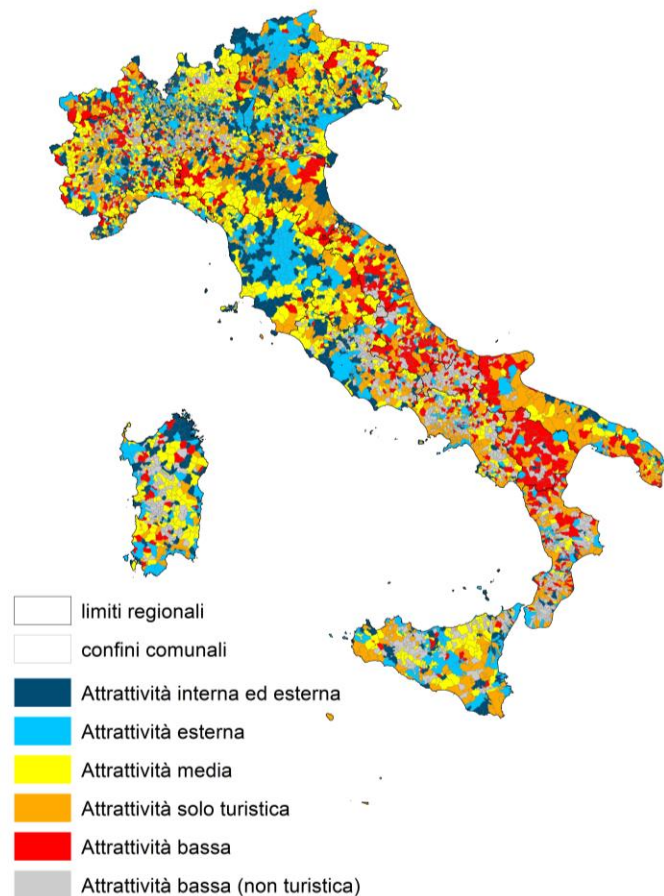 limiti regionali
confini comunali
Attrattività interna ed esterna
Attrattività esterna
Attrattività media
Attrattività solo turistica
Attrattività bassa
Attrattività bassa (non turistica)